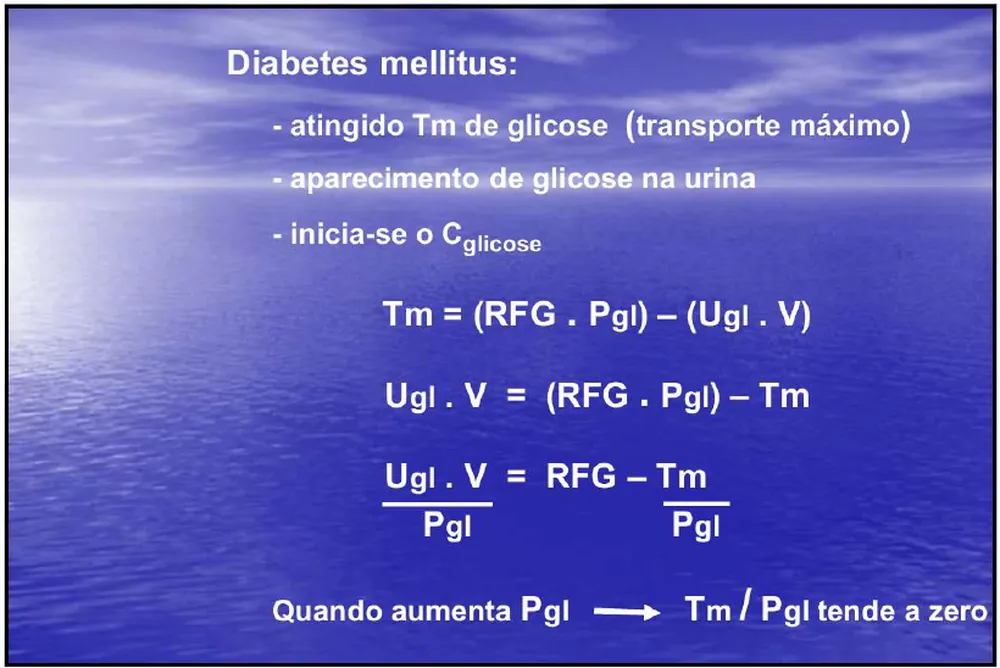 Diabetes mellitus:
- atingido Tm de glicose (transporte máximo)
- aparecimento de glicose na urina
- inicia-se o Cglicose
Tm = (RFG . Pgl) – (Ugl . V)
Ugl . V = (RFG . Pgl) – Tm
Ugl . V = RFG – Tm
Pgl Pgl
Quando aumenta Pgl → Tm / Pgl tende a zero